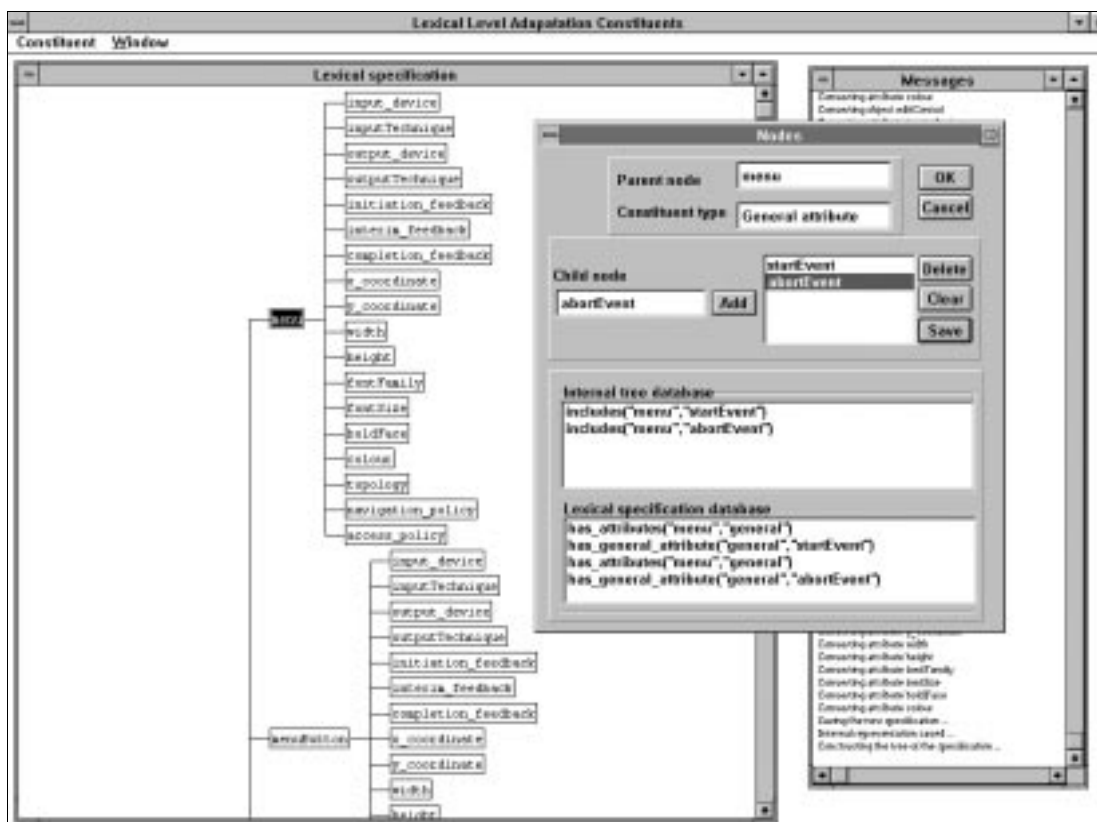 Lexical Level Adapatation Constituents
Constituent Window
Lexical specification
input_device
inputTechnique
output_device
outputTechnique
initiation_feedback
interim_feedback
completion_feedback
x_coordinate
y_coordinate
menu
width
height
fontFamily
fontSize
boldFace
colour
topology
navigation_policy
access_policy
input_device
inputTechnique
output_device
outputTechnique
initiation_feedback
interim_feedback
completion_feedback
menuButton
x_coordinate
y_coordinate
width
height
Messages
Converting attribute colour
Converting object editControl
Nodes
Parent node
menu
OK
Constituent type
General attribute
Cancel
Child node
abortEvent
Add
startEvent
abortEvent
Delete
Clear
Save
Internal tree database
includes("menu","startEvent")
includes("menu","abortEvent")
Lexical specification database
has_attributes("menu","general")
has_general_attribute("general","startEvent")
has_attributes("menu","general")
has_general_attribute("general","abortEvent")
Converting attribute width
Converting attribute height
Converting attribute fontFamily
Converting attribute fontSize
Converting attribute boldFace
Converting attribute colour
Saving the new specification ...
Internal representation saved ...
Constructing the tree of the specification ...